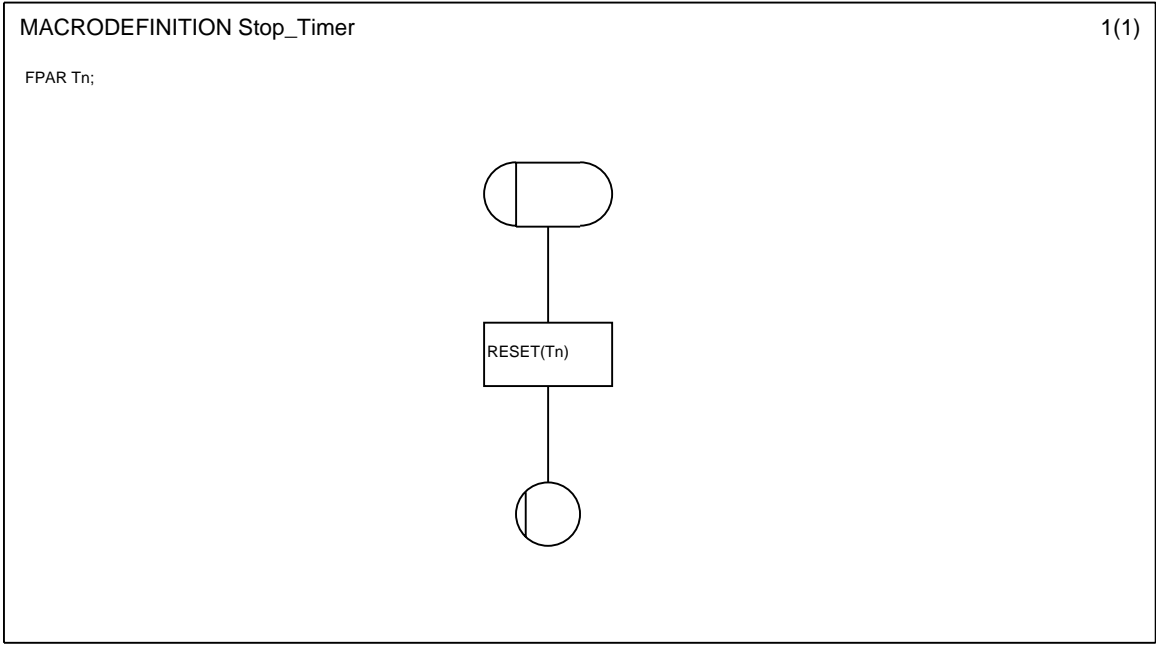 MACRODEFINITION Stop_Timer 1(1)
FPAR Tn;
RESET(Tn)